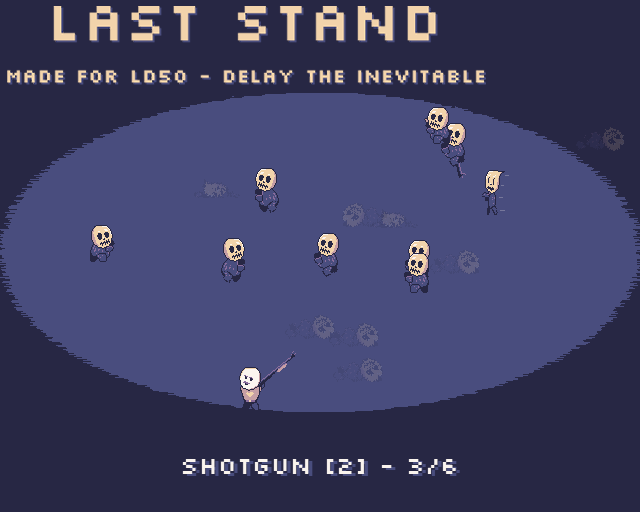 LAST STAND
MADE FOR LD50 - DELAY THE INEVITABLE
SHOTGUN [2] - 3/6